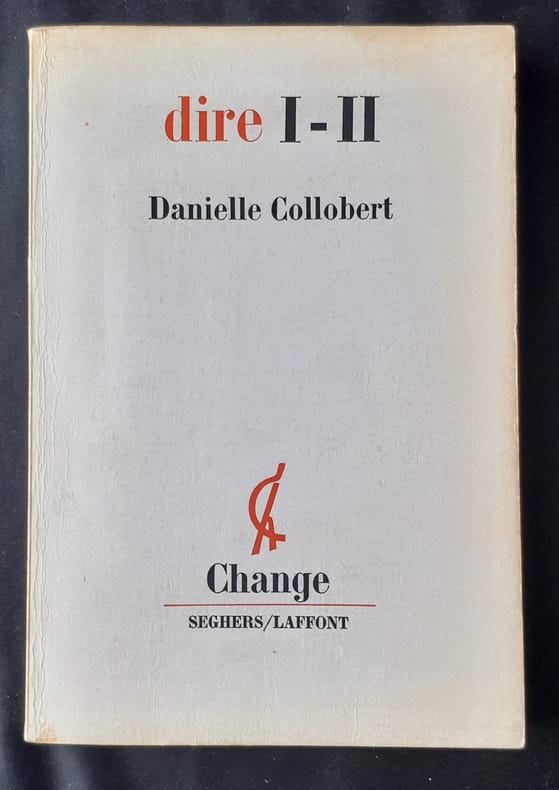 dire I-II
Danielle Collobert
Change
SEGHERS/LAFFONT